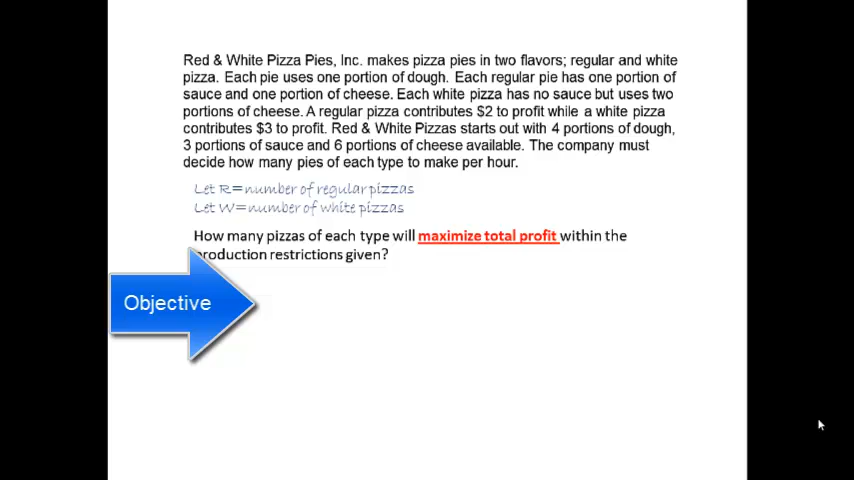 Red & White Pizza Pies, Inc. makes pizza pies in two flavors; regular and white
pizza. Each pie uses one portion of dough. Each regular pie has one portion of
sauce and one portion of cheese. Each white pizza has no sauce but uses two
portions of cheese. A regular pizza contributes $2 to profit while a white pizza
contributes $3 to profit. Red & White Pizzas starts out with 4 portions of dough,
3 portions of sauce and 6 portions of cheese available. The company must
decide how many pies of each type to make per hour.
Let R=number of regular pizzas
Let W=number of white pizzas
How many pizzas of each type will maximize total profit within the
production restrictions given?
Objective